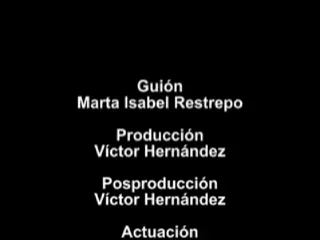 Guión
Marta Isabel Restrepo
Producción
Víctor Hernández
Posproducción
Víctor Hernández
Actuación